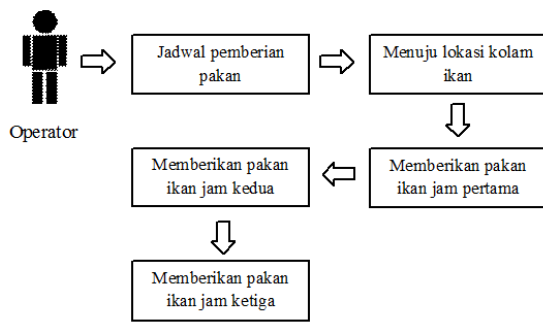 Operator
Jadwal pemberian
pakan
Menuju lokasi kolam
ikan
Memberikan pakan
ikan jam pertama
Memberikan pakan
ikan jam kedua
Memberikan pakan
ikan jam ketiga